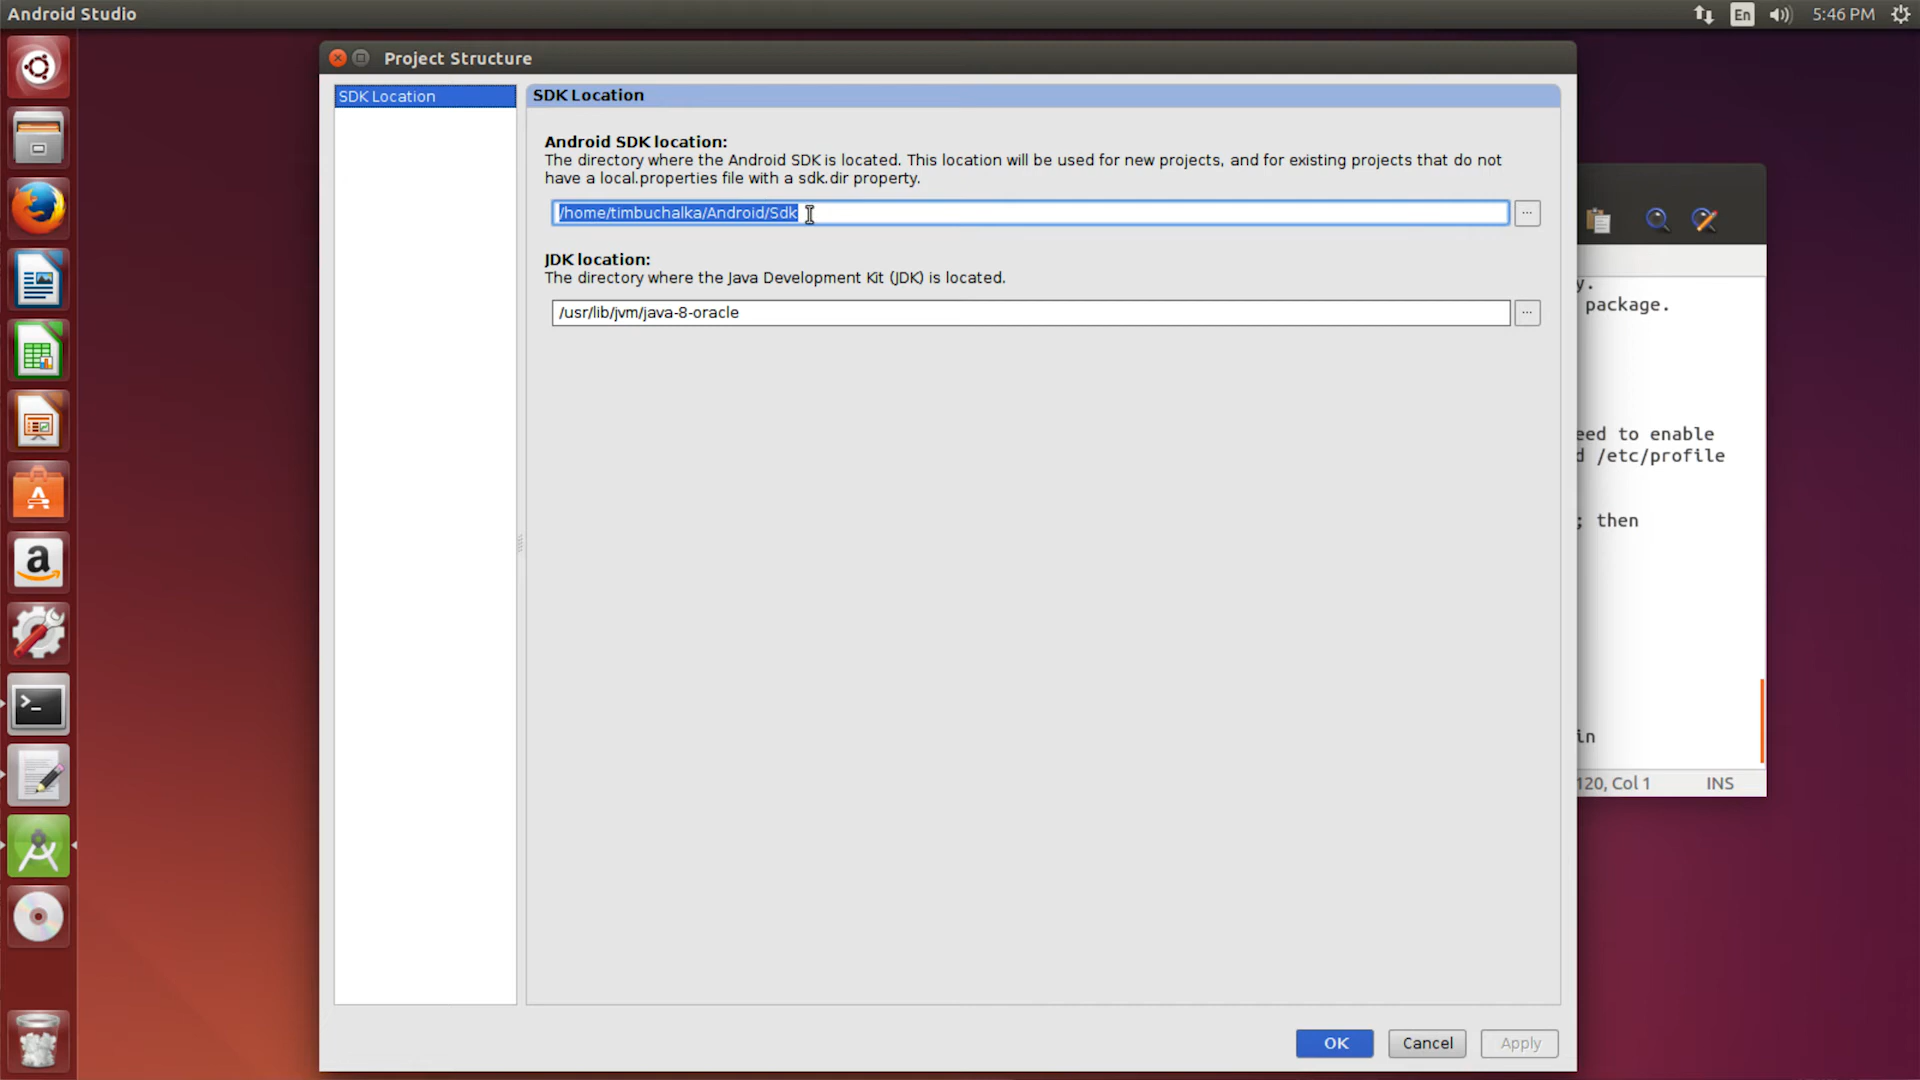 Android Studio
En
5:46 PM
Project Structure
SDK Location
SDK Location
Android SDK location:
The directory where the Android SDK is located. This location will be used for new projects, and for existing projects that do not
have a local.properties file with a sdk.dir property.
/home/timbuchalka/Android/Sdk
...
JDK location:
The directory where the Java Development Kit (JDK) is located.
/usr/lib/jvm/java-8-oracle
...
y.
package.
eed to enable
d /etc/profile
; then
in
120, Col 1
INS
OK
Cancel
Apply